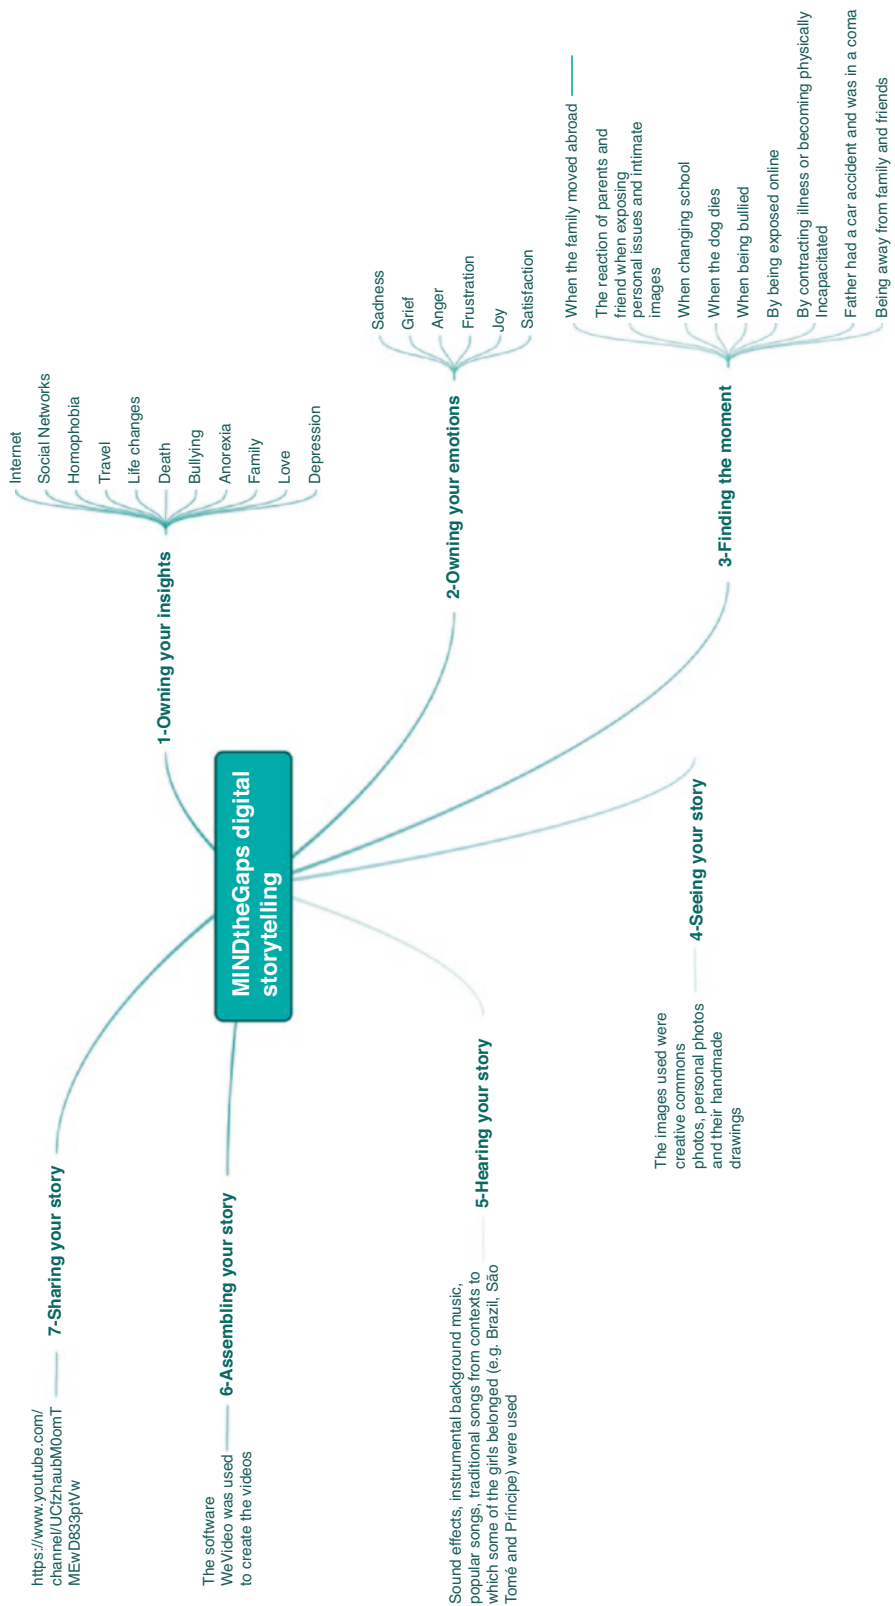 MINDtheGaps digital
storytelling
1-Owning your insights
Internet
Social Networks
Homophobia
Travel
Life changes
Death
Bullying
Anorexia
Family
Love
Depression
2-Owning your emotions
Sadness
Grief
Anger
Frustration
Joy
Satisfaction
3-Finding the moment
When the family moved abroad
The reaction of parents and
friend when exposing
personal issues and intimate
images
When changing school
When the dog dies
When being bullied
By being exposed online
By contracting illness or becoming physically
Incapacitated
Father had a car accident and was in a coma
Being away from family and friends
4-Seeing your story
The images used were
creative commons
photos, personal photos
and their handmade
drawings
5-Hearing your story
Sound effects, instrumental background music,
popular songs, traditional songs from contexts to
which some of the girls belonged (e.g. Brazil, São
Tomé and Príncipe) were used
6-Assembling your story
The software
WeVideo was used
to create the videos
7-Sharing your story
https://www.youtube.com/
channel/UCfzhaubM0omT
MEwD833ptVw